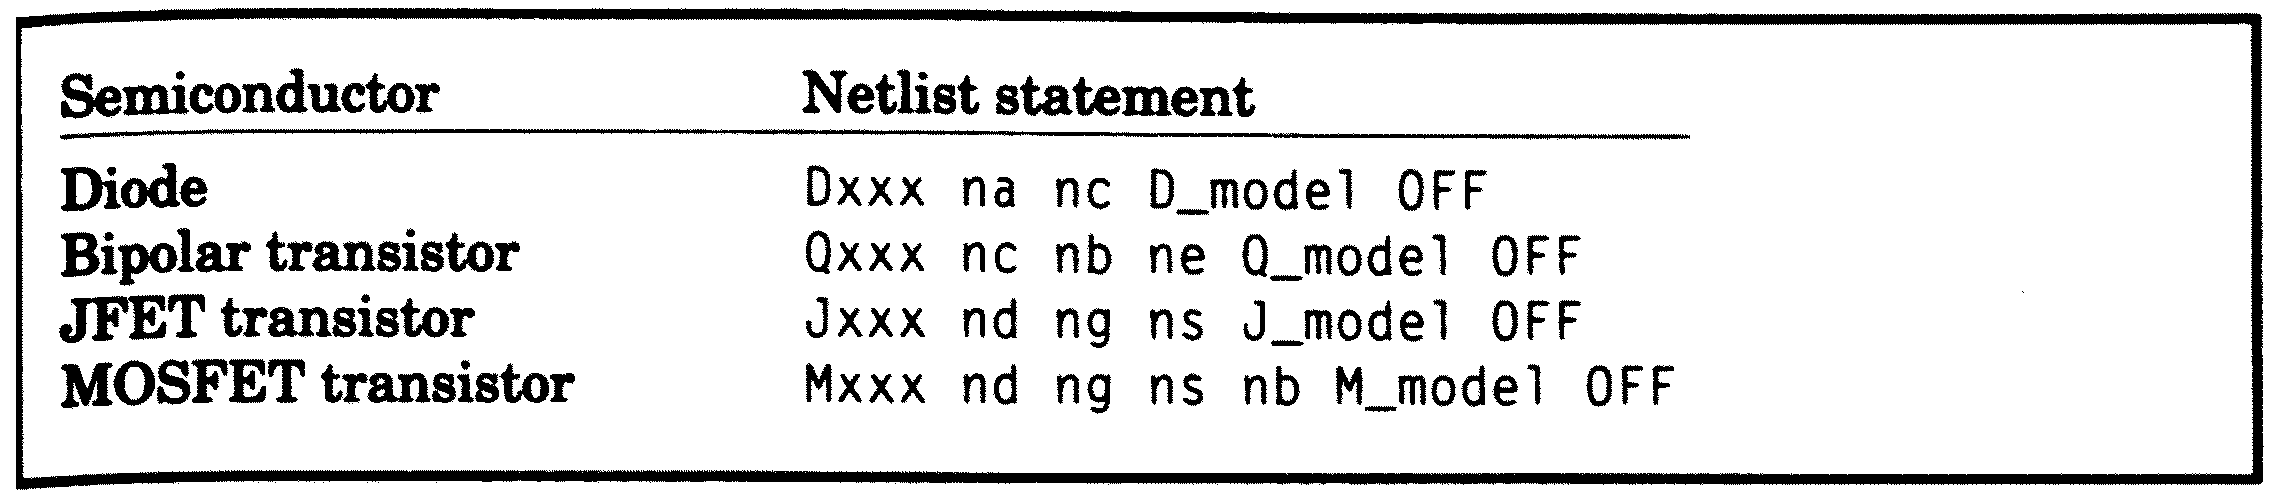 Semiconductor Netlist statement
Diode Dxxx na nc D_model OFF
Bipolar transistor Qxxx nc nb ne Q_model OFF
JFET transistor Jxxx nd ng ns J_model OFF
MOSFET transistor Mxxx nd ng ns nb M_model OFF